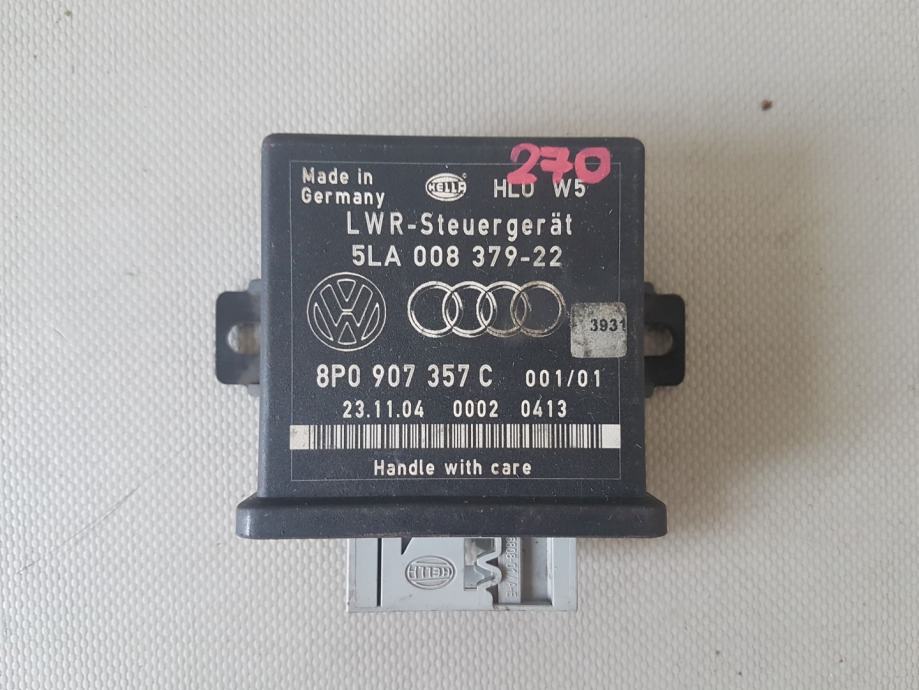 270
Made in
Germany
HELLA
HLU W5
LWR-Steuergerät
5LA 008 379-22
VW
3931
8P0 907 357 C 001/01
23.11.04 0002 0413
Handle with care
HELLA